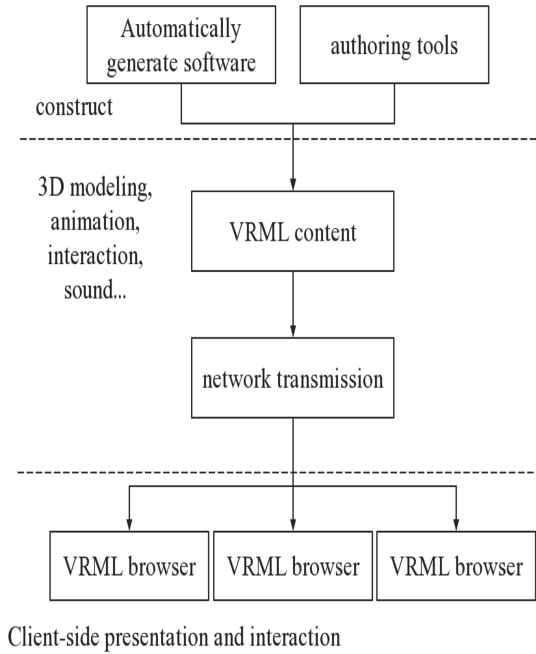 Automatically
generate software
authoring tools
construct
3D modeling,
animation,
interaction,
sound...
VRML content
network transmission
VRML browser
VRML browser
VRML browser
Client-side presentation and interaction